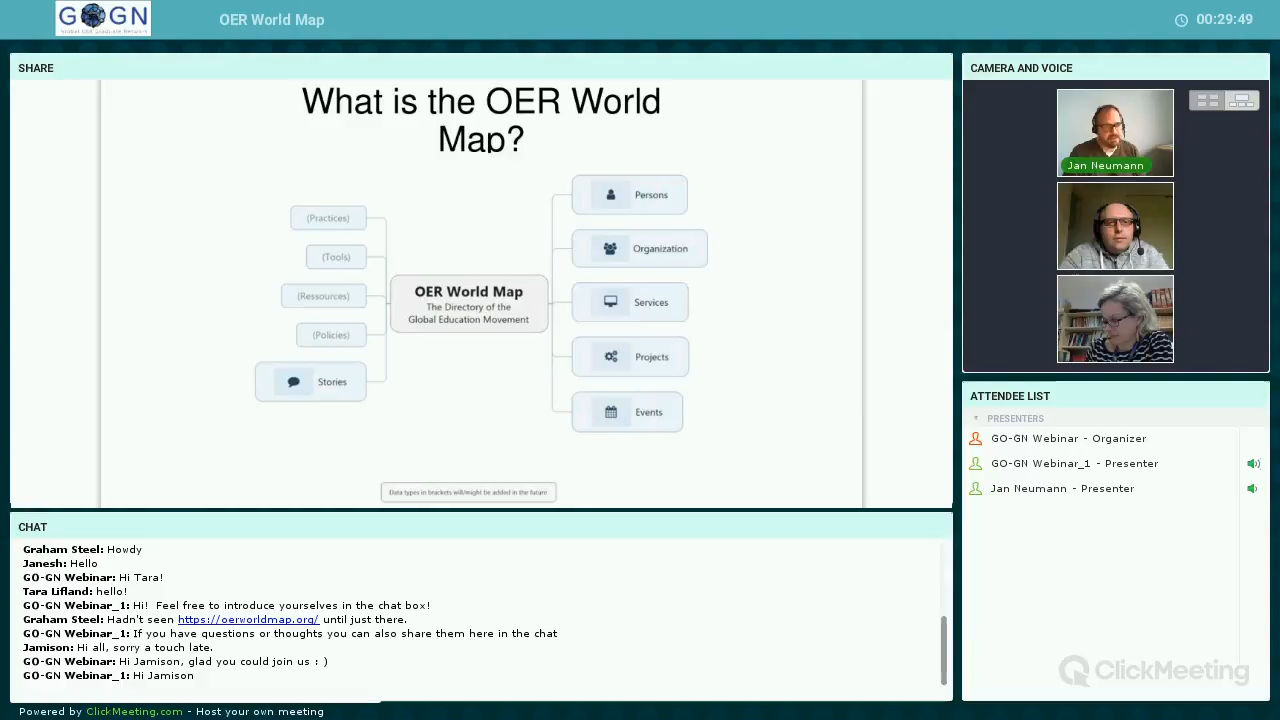 GO GN
Global OER Graduate Network
OER World Map
00:29:49
SHARE
What is the OER World
Map?
(Practices)
(Tools)
(Ressources)
(Policies)
Stories
OER World Map
The Directory of the
Global Education Movement
Persons
Organization
Services
Projects
Events
Data types in brackets will/might be added in the future
CAMERA AND VOICE
Jan Neumann
ATTENDEE LIST
PRESENTERS
GO-GN Webinar - Organizer
GO-GN Webinar_1 - Presenter
Jan Neumann - Presenter
CHAT
Graham Steel: Howdy
Janesh: Hello
GO-GN Webinar: Hi Tara!
Tara Lifland: hello!
GO-GN Webinar_1: Hi! Feel free to introduce yourselves in the chat box!
Graham Steel: Hadn't seen https://oerworldmap.org/ until just there.
GO-GN Webinar_1: If you have questions or thoughts you can also share them here in the chat
Jamison: Hi all, sorry a touch late.
GO-GN Webinar: Hi Jamison, glad you could join us : )
GO-GN Webinar_1: Hi Jamison
ClickMeeting
Powered by ClickMeeting.com - Host your own meeting